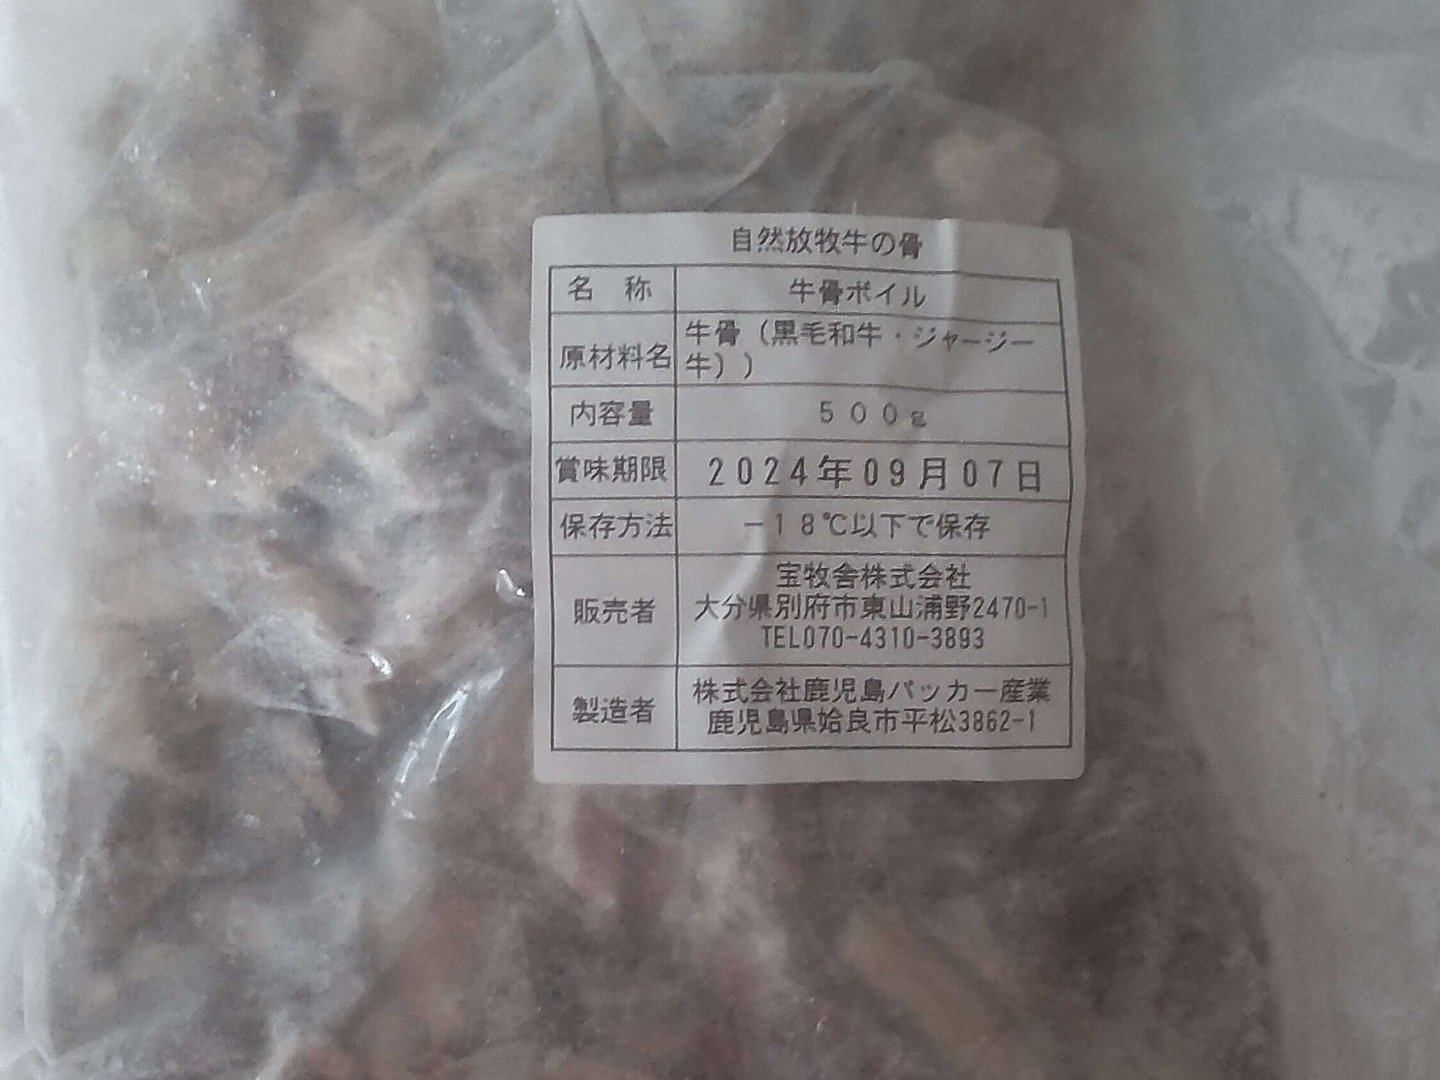 自然放牧牛の骨
名 称 牛骨ボイル
原材料名 牛骨（黒毛和牛・ジャージー
牛））
内容量 500g
賞味期限 2024年09月07日
保存方法 －18℃以下で保存
販売者 宝牧舎株式会社
大分県別府市東山浦野2470-1
TEL070-4310-3893
製造者 株式会社鹿児島パッカー産業
鹿児島県姶良市平松3862-1